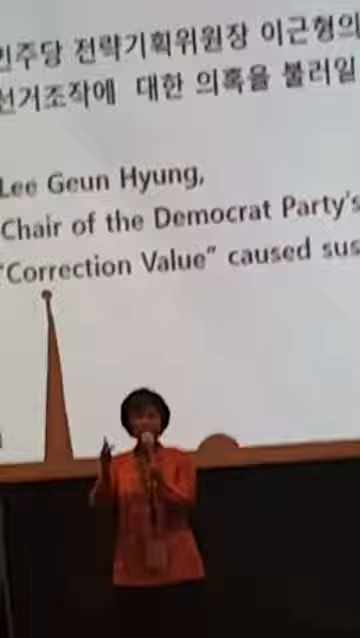 민주당 전략기획위원장 이근형의
선거조작에 대한 의혹을 불러일
Lee Geun Hyung,
Chair of the Democrat Party's
"Correction Value" caused sus